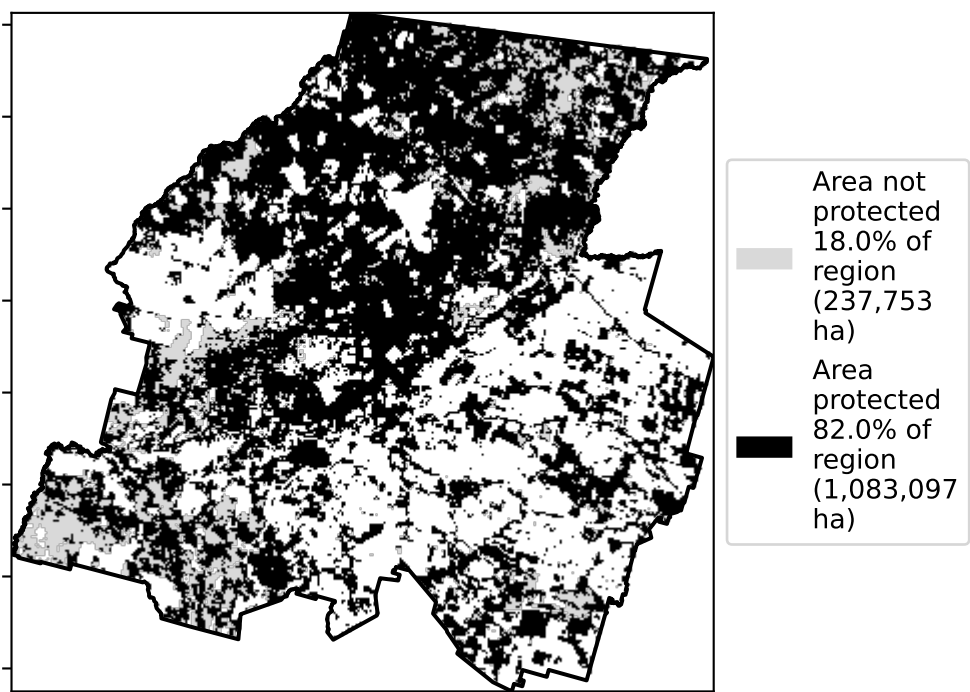 Area not
protected
18.0% of
region
(237,753
ha)
Area
protected
82.0% of
region
(1,083,097
ha)